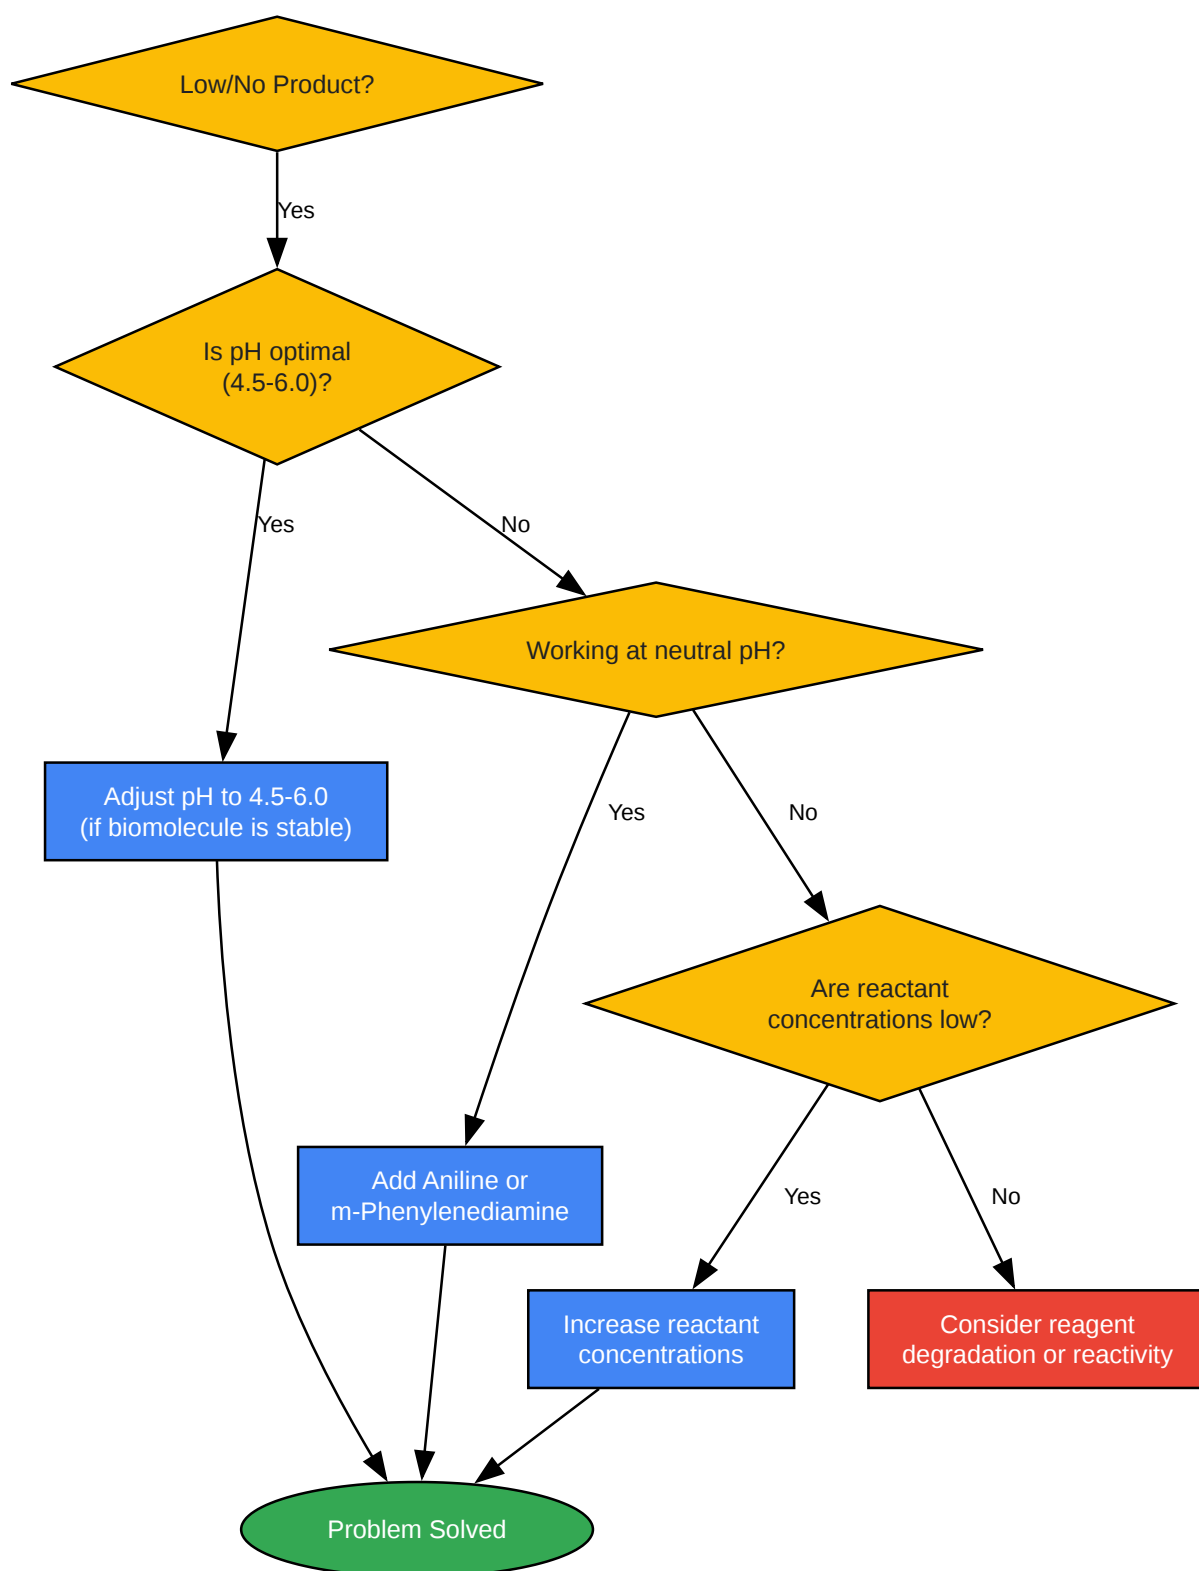 Low/No Product?
Yes
Is pH optimal
(4.5-6.0)?
Yes
No
Working at neutral pH?
Adjust pH to 4.5-6.0
(if biomolecule is stable)
Yes
No
Are reactant
concentrations low?
Add Aniline or
m-Phenylenediamine
Yes
No
Increase reactant
concentrations
Consider reagent
degradation or reactivity
Problem Solved